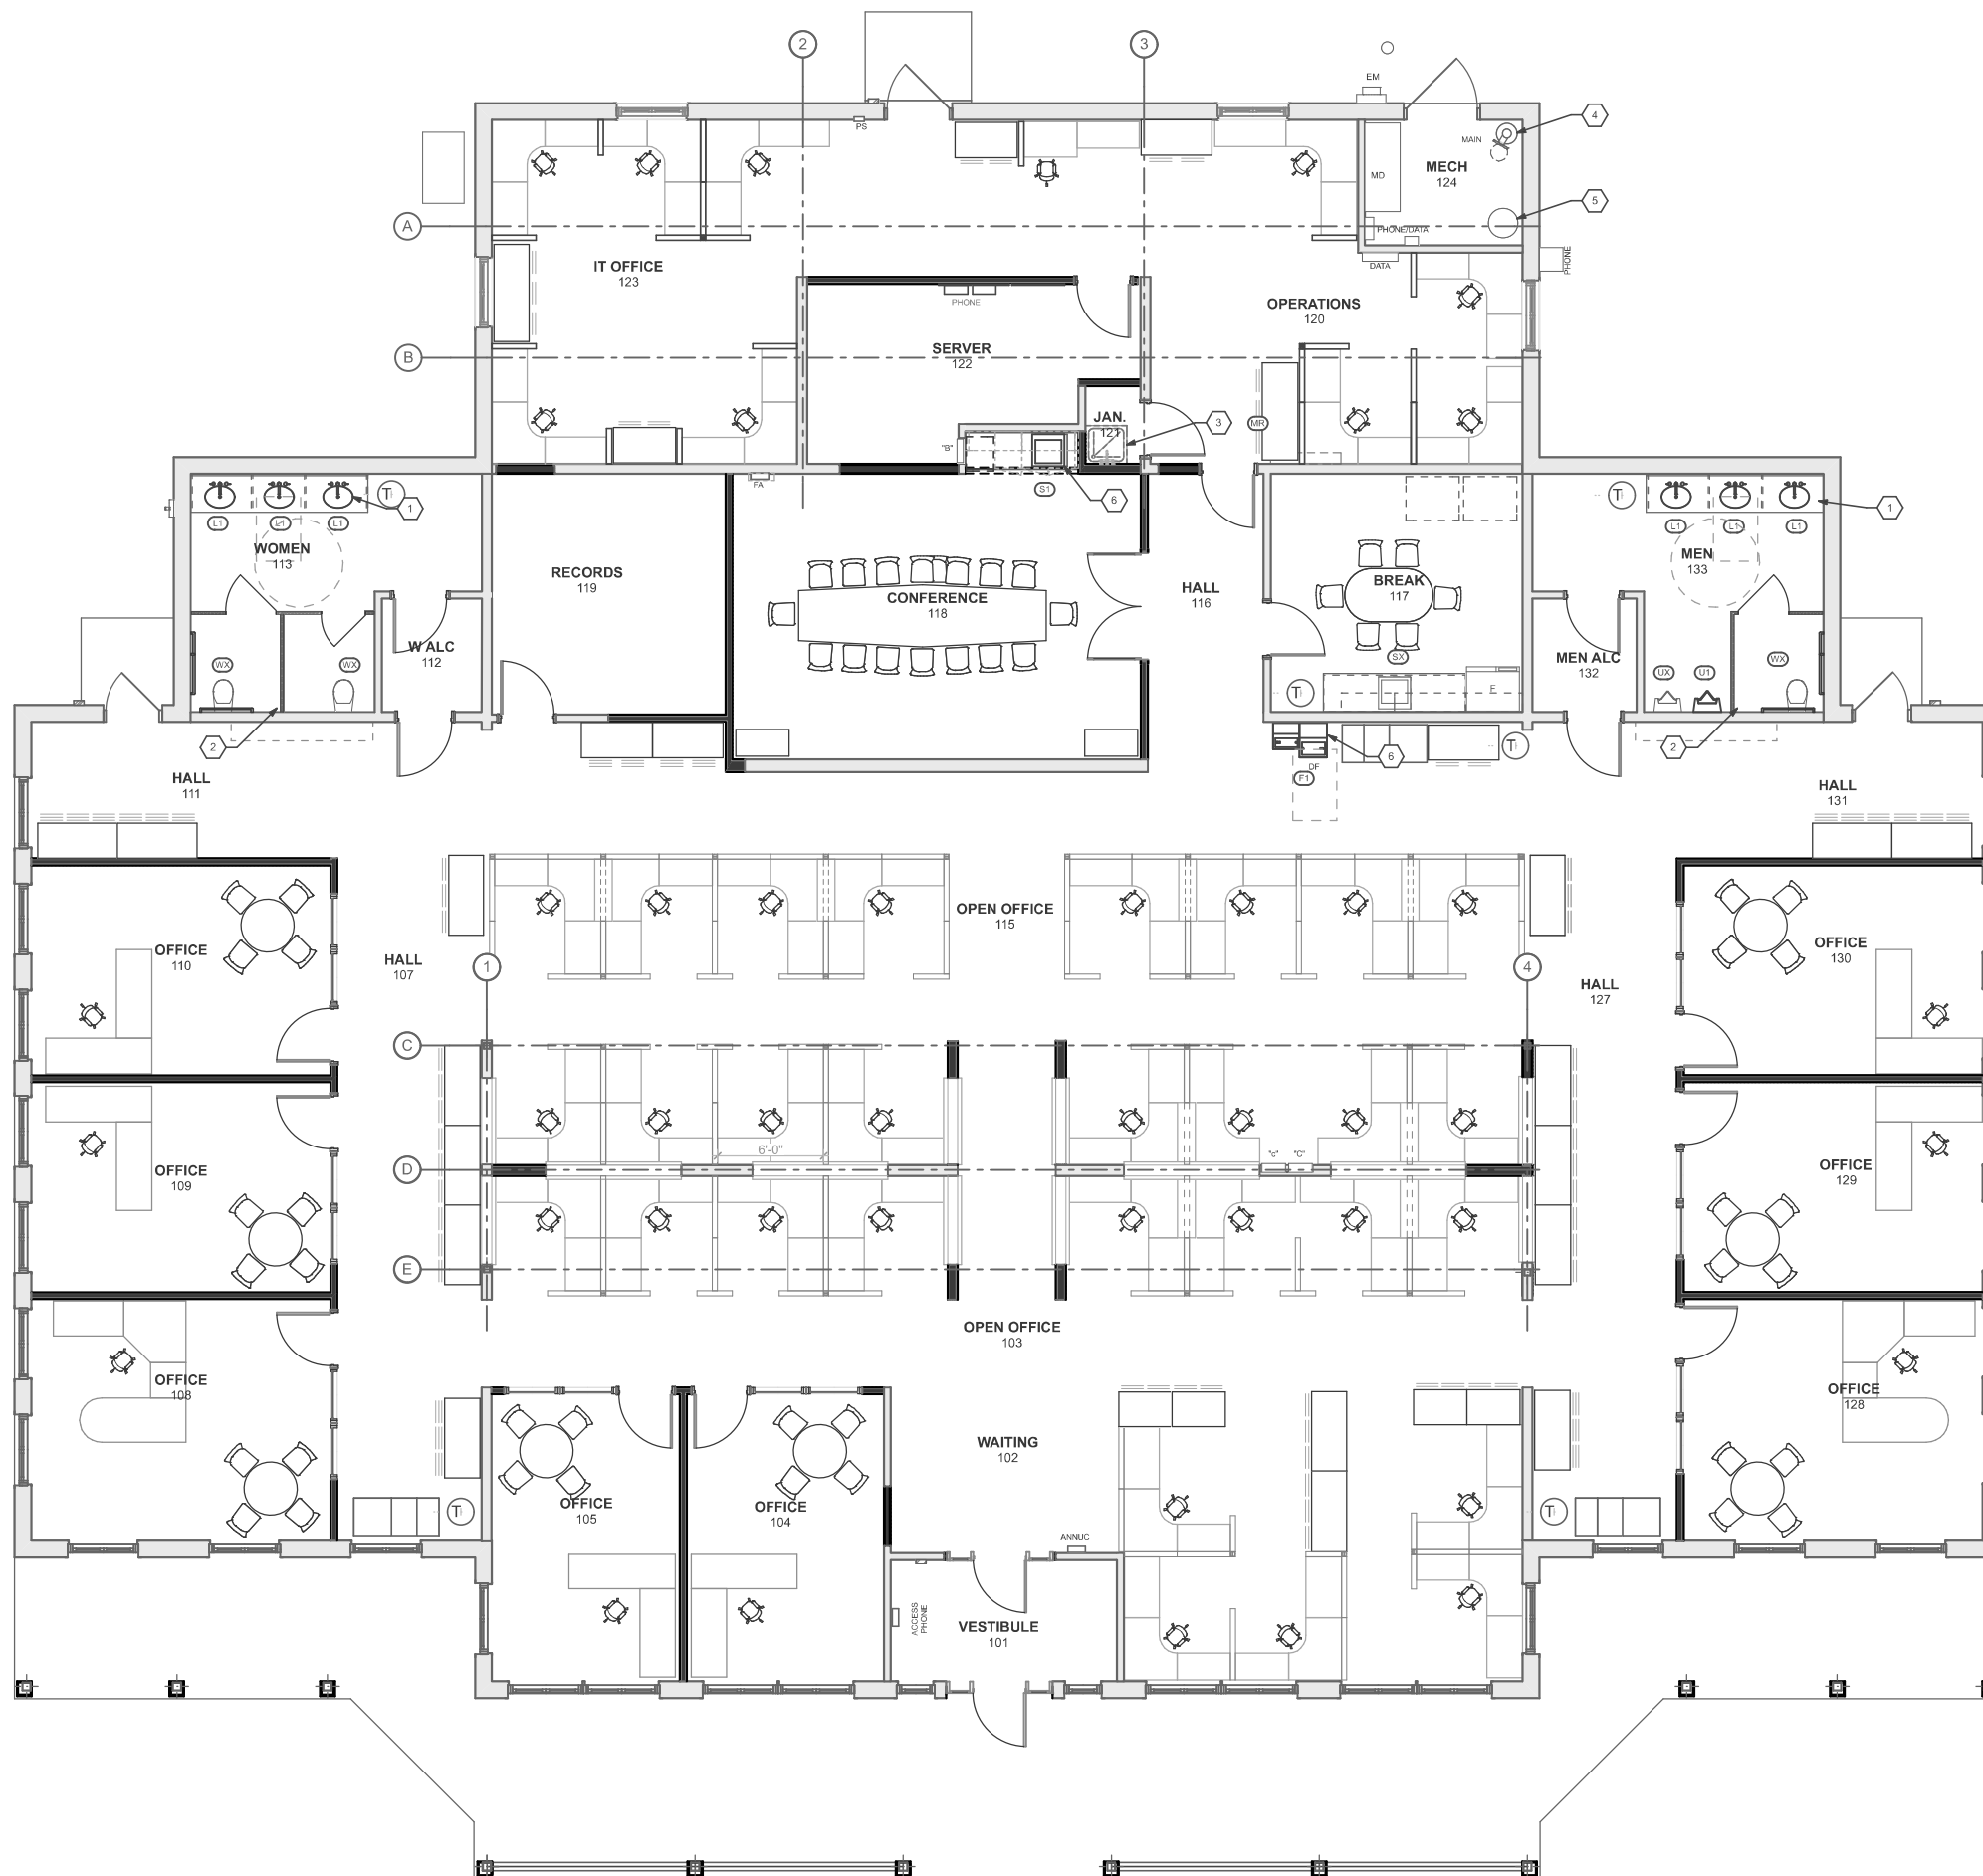 2
3
EM
PS
4
MAIN
MECH
124
MD
5
A
PHONE/DATA
DATA
PHONE
IT OFFICE
123
PHONE
OPERATIONS
120
B
SERVER
122
JAN.
121
3
MR
"B"
FA
S1
6
T
1
T
1
L1
L1
L1
L1
L1
L1
WOMEN
113
MEN
133
RECORDS
119
CONFERENCE
118
HALL
116
BREAK
117
W ALC
112
MEN ALC
132
WX
WX
SX
UX
U1
WX
T
F
2
6
T
2
DF
F1
HALL
111
HALL
131
OPEN OFFICE
115
OFFICE
110
HALL
107
1
4
OFFICE
130
HALL
127
C
6'-0"
"c"
"C"
D
OFFICE
109
OFFICE
129
E
OPEN OFFICE
103
OFFICE
108
OFFICE
128
WAITING
102
OFFICE
105
OFFICE
104
T
T
ANNUC
ACCESS
PHONE
VESTIBULE
101